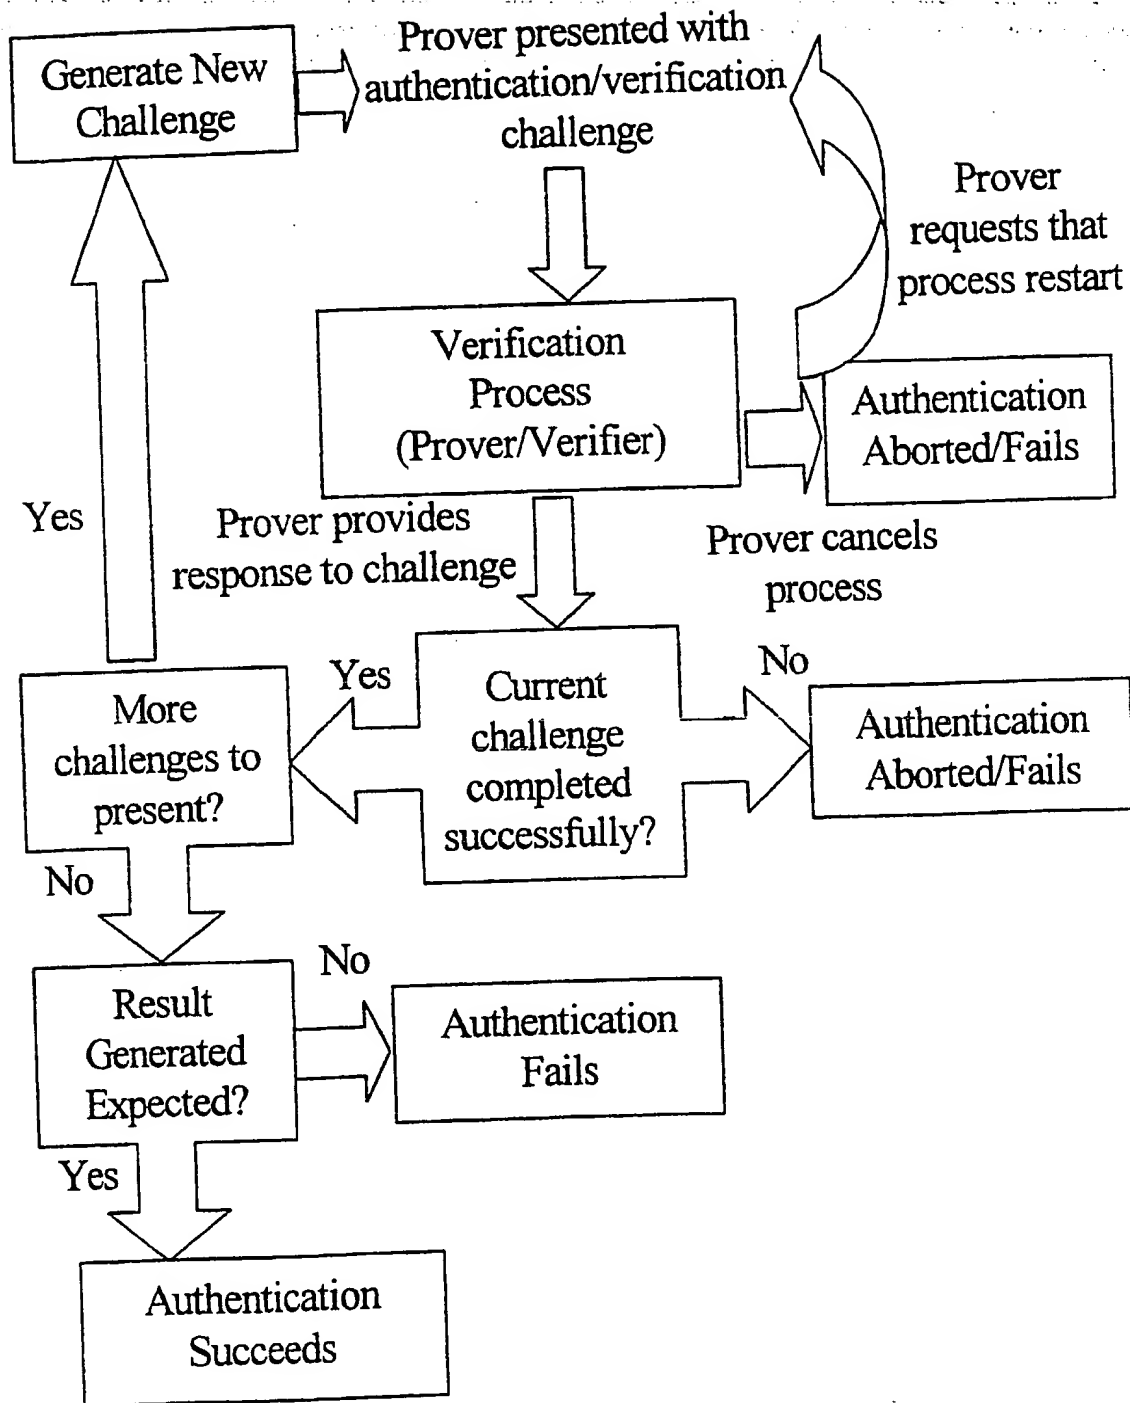 Generate New
Challenge
Prover presented with
authentication/verification
challenge
Prover
requests that
process restart
Verification
Process
(Prover/Verifier)
Authentication
Aborted/Fails
Yes
Prover provides
response to challenge
Prover cancels
process
Yes
Current
challenge
completed
successfully?
No
Authentication
Aborted/Fails
More
challenges to
present?
No
Result
Generated
Expected?
No
Authentication
Fails
Yes
Authentication
Succeeds